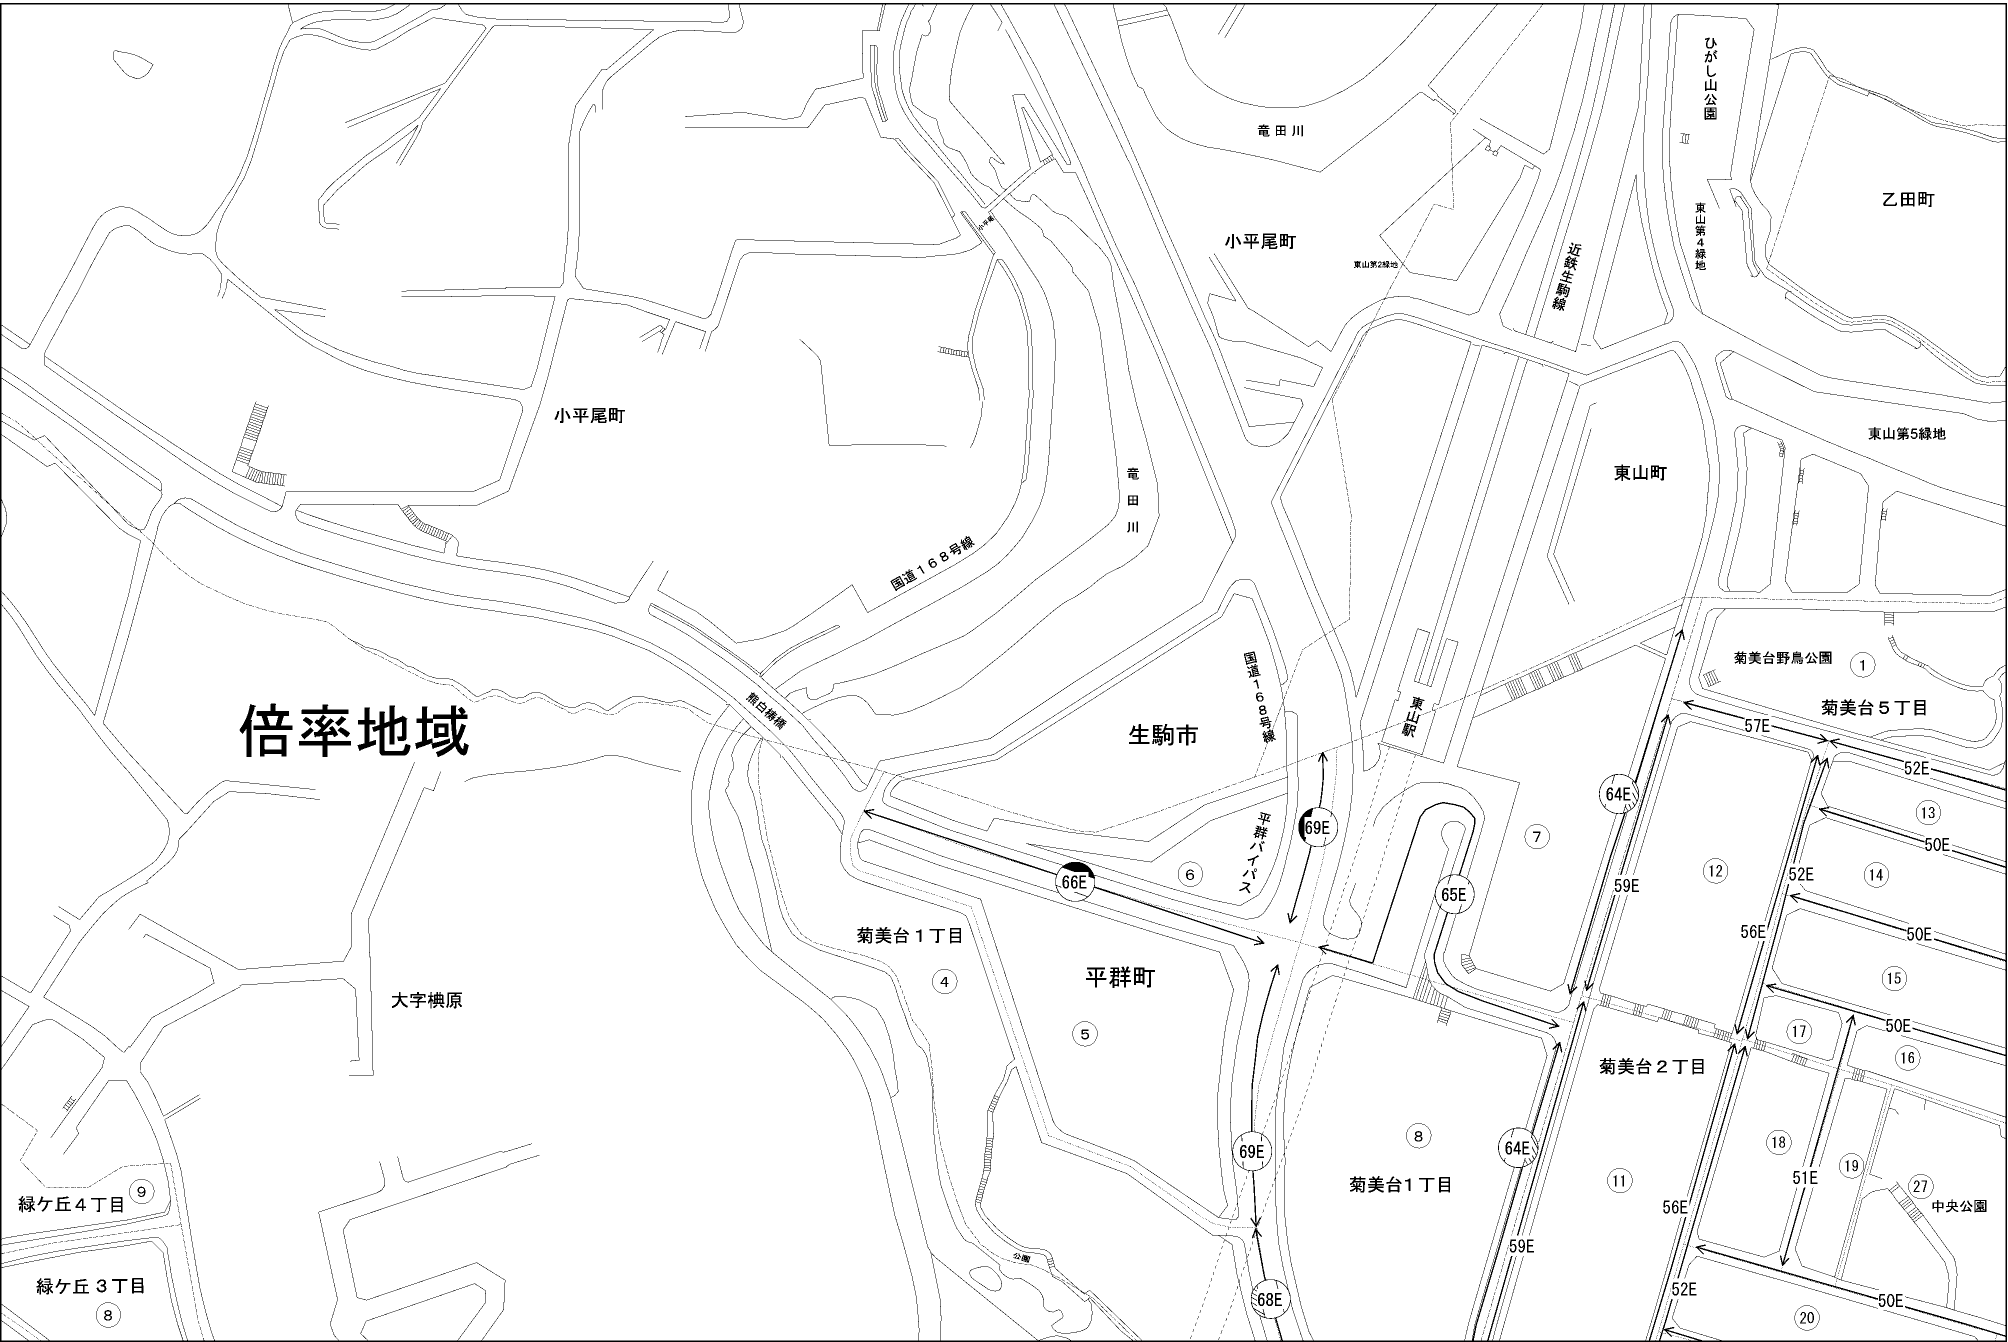 ひがし山公園
竜田川
乙田町
小平尾町
東山第4緑地
小平尾
東山第2緑地
近鉄生駒線
小平尾町
東山第5緑地
東山町
竜田川
国道168号線
国道168号線
菊美台野鳥公園
1
菊美台5丁目
熊白椿橋
東山駅
倍率地域
生駒市
57E
52E
64E
13
69E
平群バイパス
7
50E
66E
6
65E
59E
12
52E
14
菊美台1丁目
56E
50E
4
平群町
15
大字椣原
5
17
50E
16
菊美台2丁目
8
18
64E
69E
19
51E
11
27
菊美台1丁目
中央公園
緑ケ丘4丁目
9
56E
59E
公園
緑ケ丘3丁目
8
52E
68E
50E
20